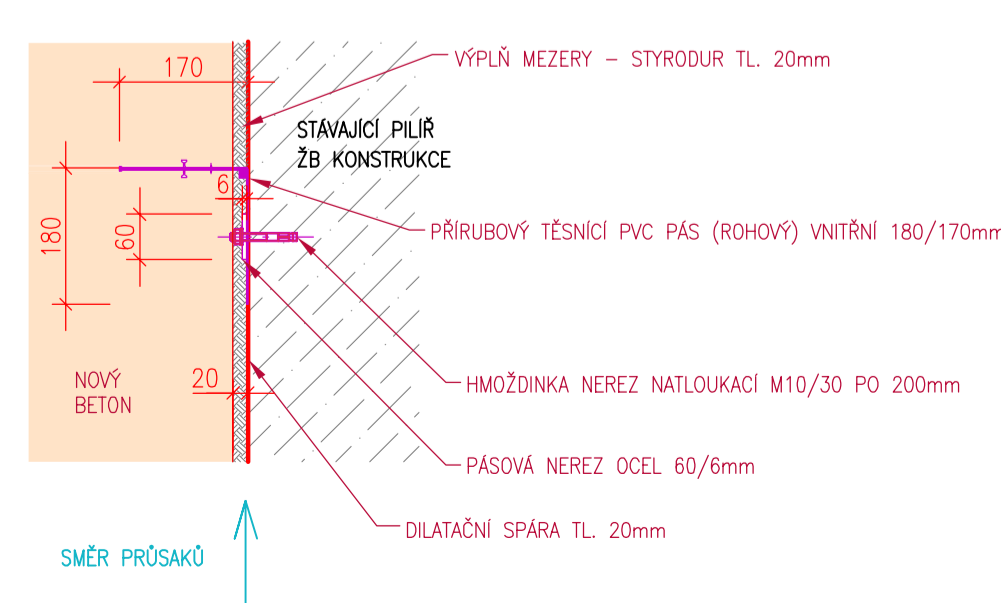 VÝPLŇ MEZERY – STYRODUR TL. 20mm
170
STÁVAJÍCÍ PILÍŘ
ŽB KONSTRUKCE
6
180
60
PŘÍRUBOVÝ TĚSNÍCÍ PVC PÁS (ROHOVÝ) VNITŘNÍ 180/170mm
NOVÝ
BETON
20
HMOŽDINKA NEREZ NATLOUKACÍ M10/30 PO 200mm
PÁSOVÁ NEREZ OCEL 60/6mm
DILATAČNÍ SPÁRA TL. 20mm
SMĚR PRŮSAKŮ